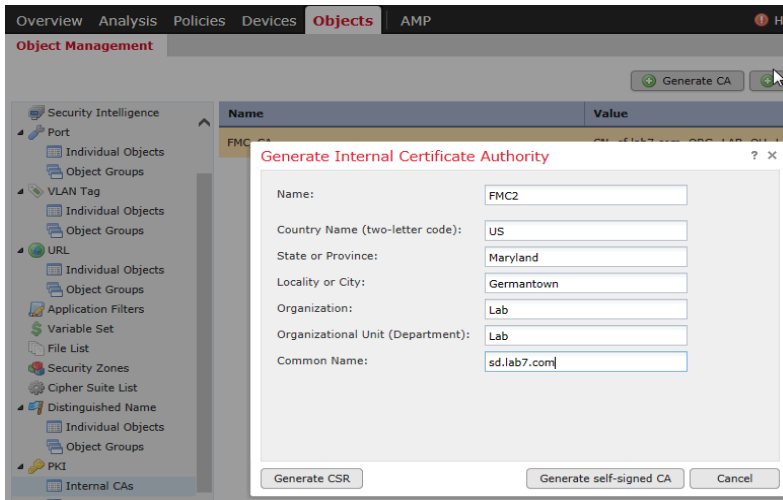 Overview Analysis Policies Devices Objects AMP H
Object Management
Generate CA
Security Intelligence
Port
Individual Objects
Object Groups
VLAN Tag
Individual Objects
Object Groups
URL
Individual Objects
Object Groups
Application Filters
Variable Set
File List
Security Zones
Cipher Suite List
Distinguished Name
Individual Objects
Object Groups
PKI
Internal CAs
Name Value
Generate Internal Certificate Authority ? ×
Name: FMC2
Country Name (two-letter code): US
State or Province: Maryland
Locality or City: Germantown
Organization: Lab
Organizational Unit (Department): Lab
Common Name: sd.lab7.com
Generate CSR Generate self-signed CA Cancel